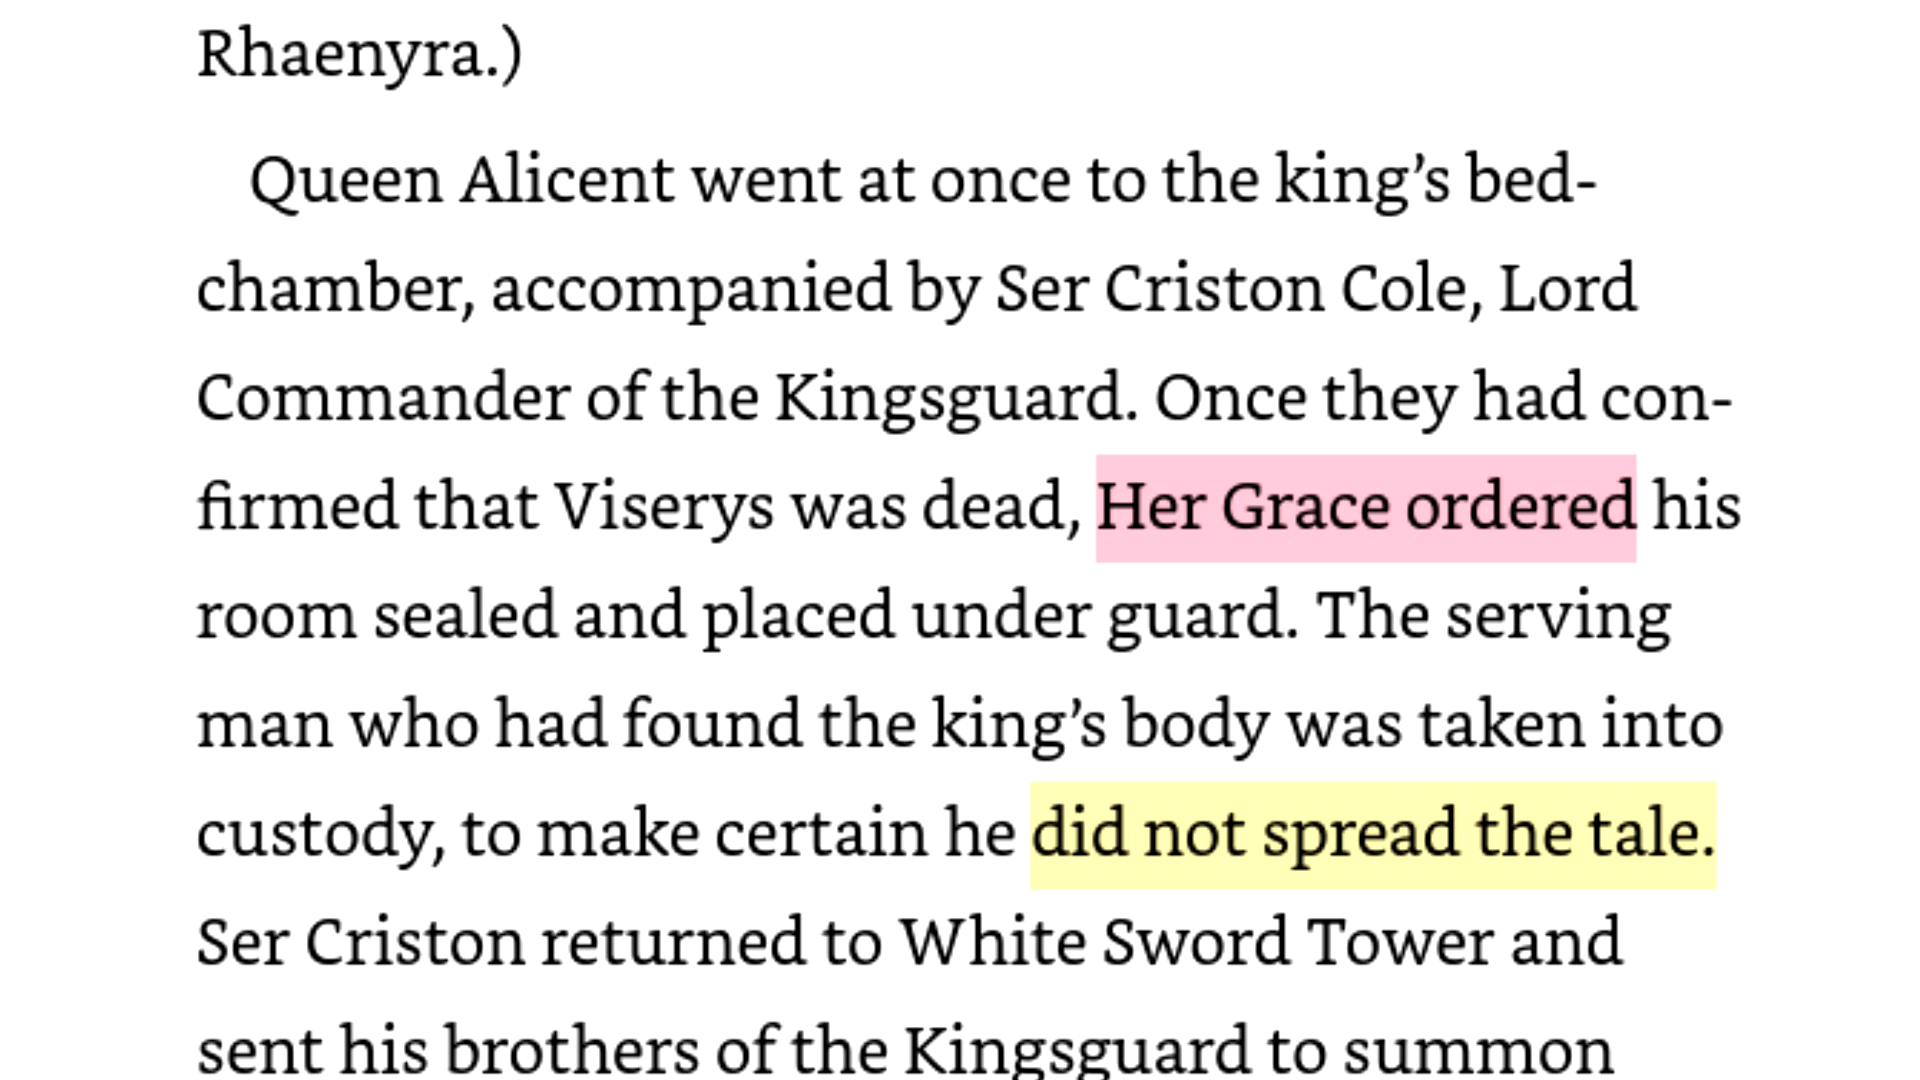 Rhaenyra.)
Queen Alicent went at once to the king’s bed-
chamber, accompanied by Ser Criston Cole, Lord
Commander of the Kingsguard. Once they had con-
firmed that Viserys was dead, Her Grace ordered his
room sealed and placed under guard. The serving
man who had found the king’s body was taken into
custody, to make certain he did not spread the tale.
Ser Criston returned to White Sword Tower and
sent his brothers of the Kingsguard to summon